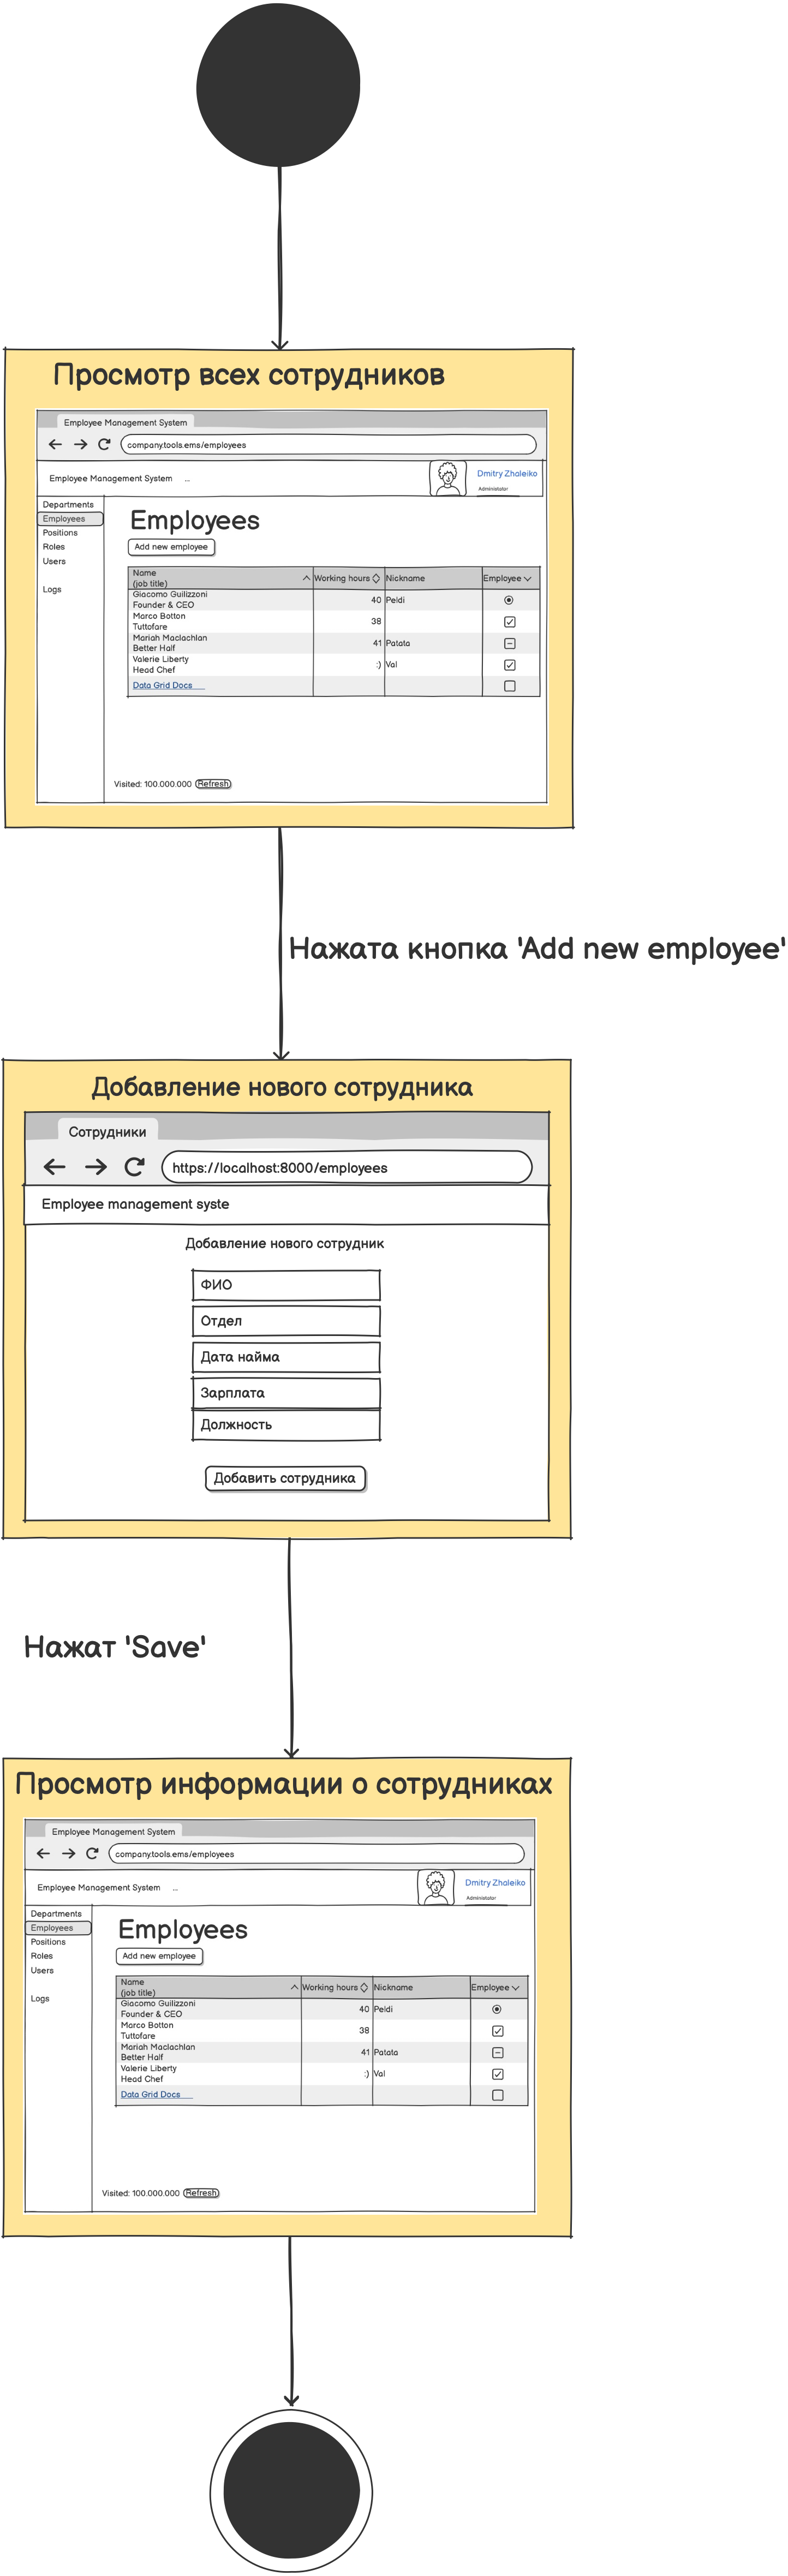 Просмотр всех сотрудников
Employee Management System
company.tools.ems/employees
Employee Management System ...
Dmitry Zhaleiko
Administator
Departments
Employees
Positions
Roles
Users
Logs
Employees
Add new employee
Name
(job title)
Working hours
Nickname
Employee
Giacomo Guilizzoni
Founder & CEO
40
Peldi
Marco Botton
Tuttofare
38
Mariah Maclachlan
Better Half
41
Patata
Valerie Liberty
Head Chef
:)
Val
Data Grid Docs
Visited: 100.000.000 Refresh
Нажата кнопка 'Add new employee'
Добавление нового сотрудника
Сотрудники
https://localhost:8000/employees
Employee management syste
Добавление нового сотрудник
ФИО
Отдел
Дата найма
Зарплата
Должность
Добавить сотрудника
Нажат 'Save'
Просмотр информации о сотрудниках
Employee Management System
company.tools.ems/employees
Employee Management System ...
Dmitry Zhaleiko
Administator
Departments
Employees
Positions
Roles
Users
Logs
Employees
Add new employee
Name
(job title)
Working hours
Nickname
Employee
Giacomo Guilizzoni
Founder & CEO
40
Peldi
Marco Botton
Tuttofare
38
Mariah Maclachlan
Better Half
41
Patata
Valerie Liberty
Head Chef
:)
Val
Data Grid Docs
Visited: 100.000.000 Refresh